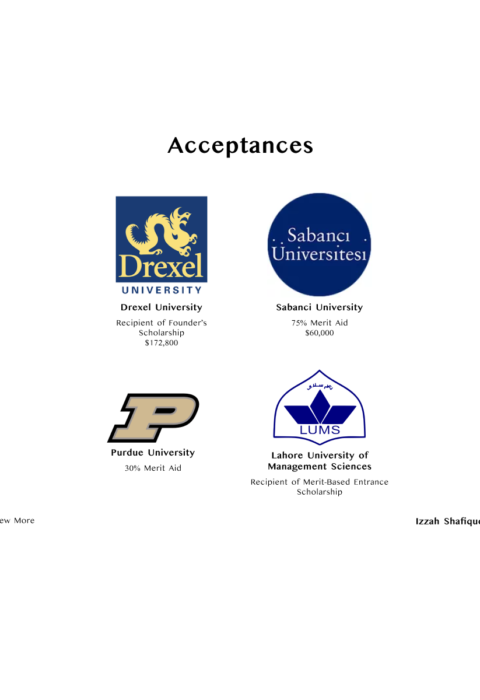 Acceptances
Drexel
UNIVERSITY
Drexel University
Recipient of Founder's
Scholarship
$172,800
Sabancı
Üniversitesi
Sabanci University
75% Merit Aid
$60,000
P
Purdue University
30% Merit Aid
LUMS
Lahore University of
Management Sciences
Recipient of Merit-Based Entrance
Scholarship
ew More
Izzah Shafique